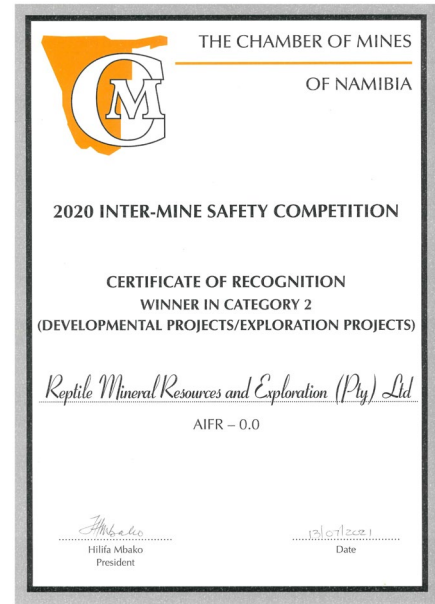 THE CHAMBER OF MINES
OF NAMIBIA
CM
2020 INTER-MINE SAFETY COMPETITION
CERTIFICATE OF RECOGNITION
WINNER IN CATEGORY 2
(DEVELOPMENTAL PROJECTS/EXPLORATION PROJECTS)
Reptile Mineral Resources and Exploration (Pty) Ltd
AIFR – 0.0
HMbako
13/07/2021
Hilifa Mbako
Date
President